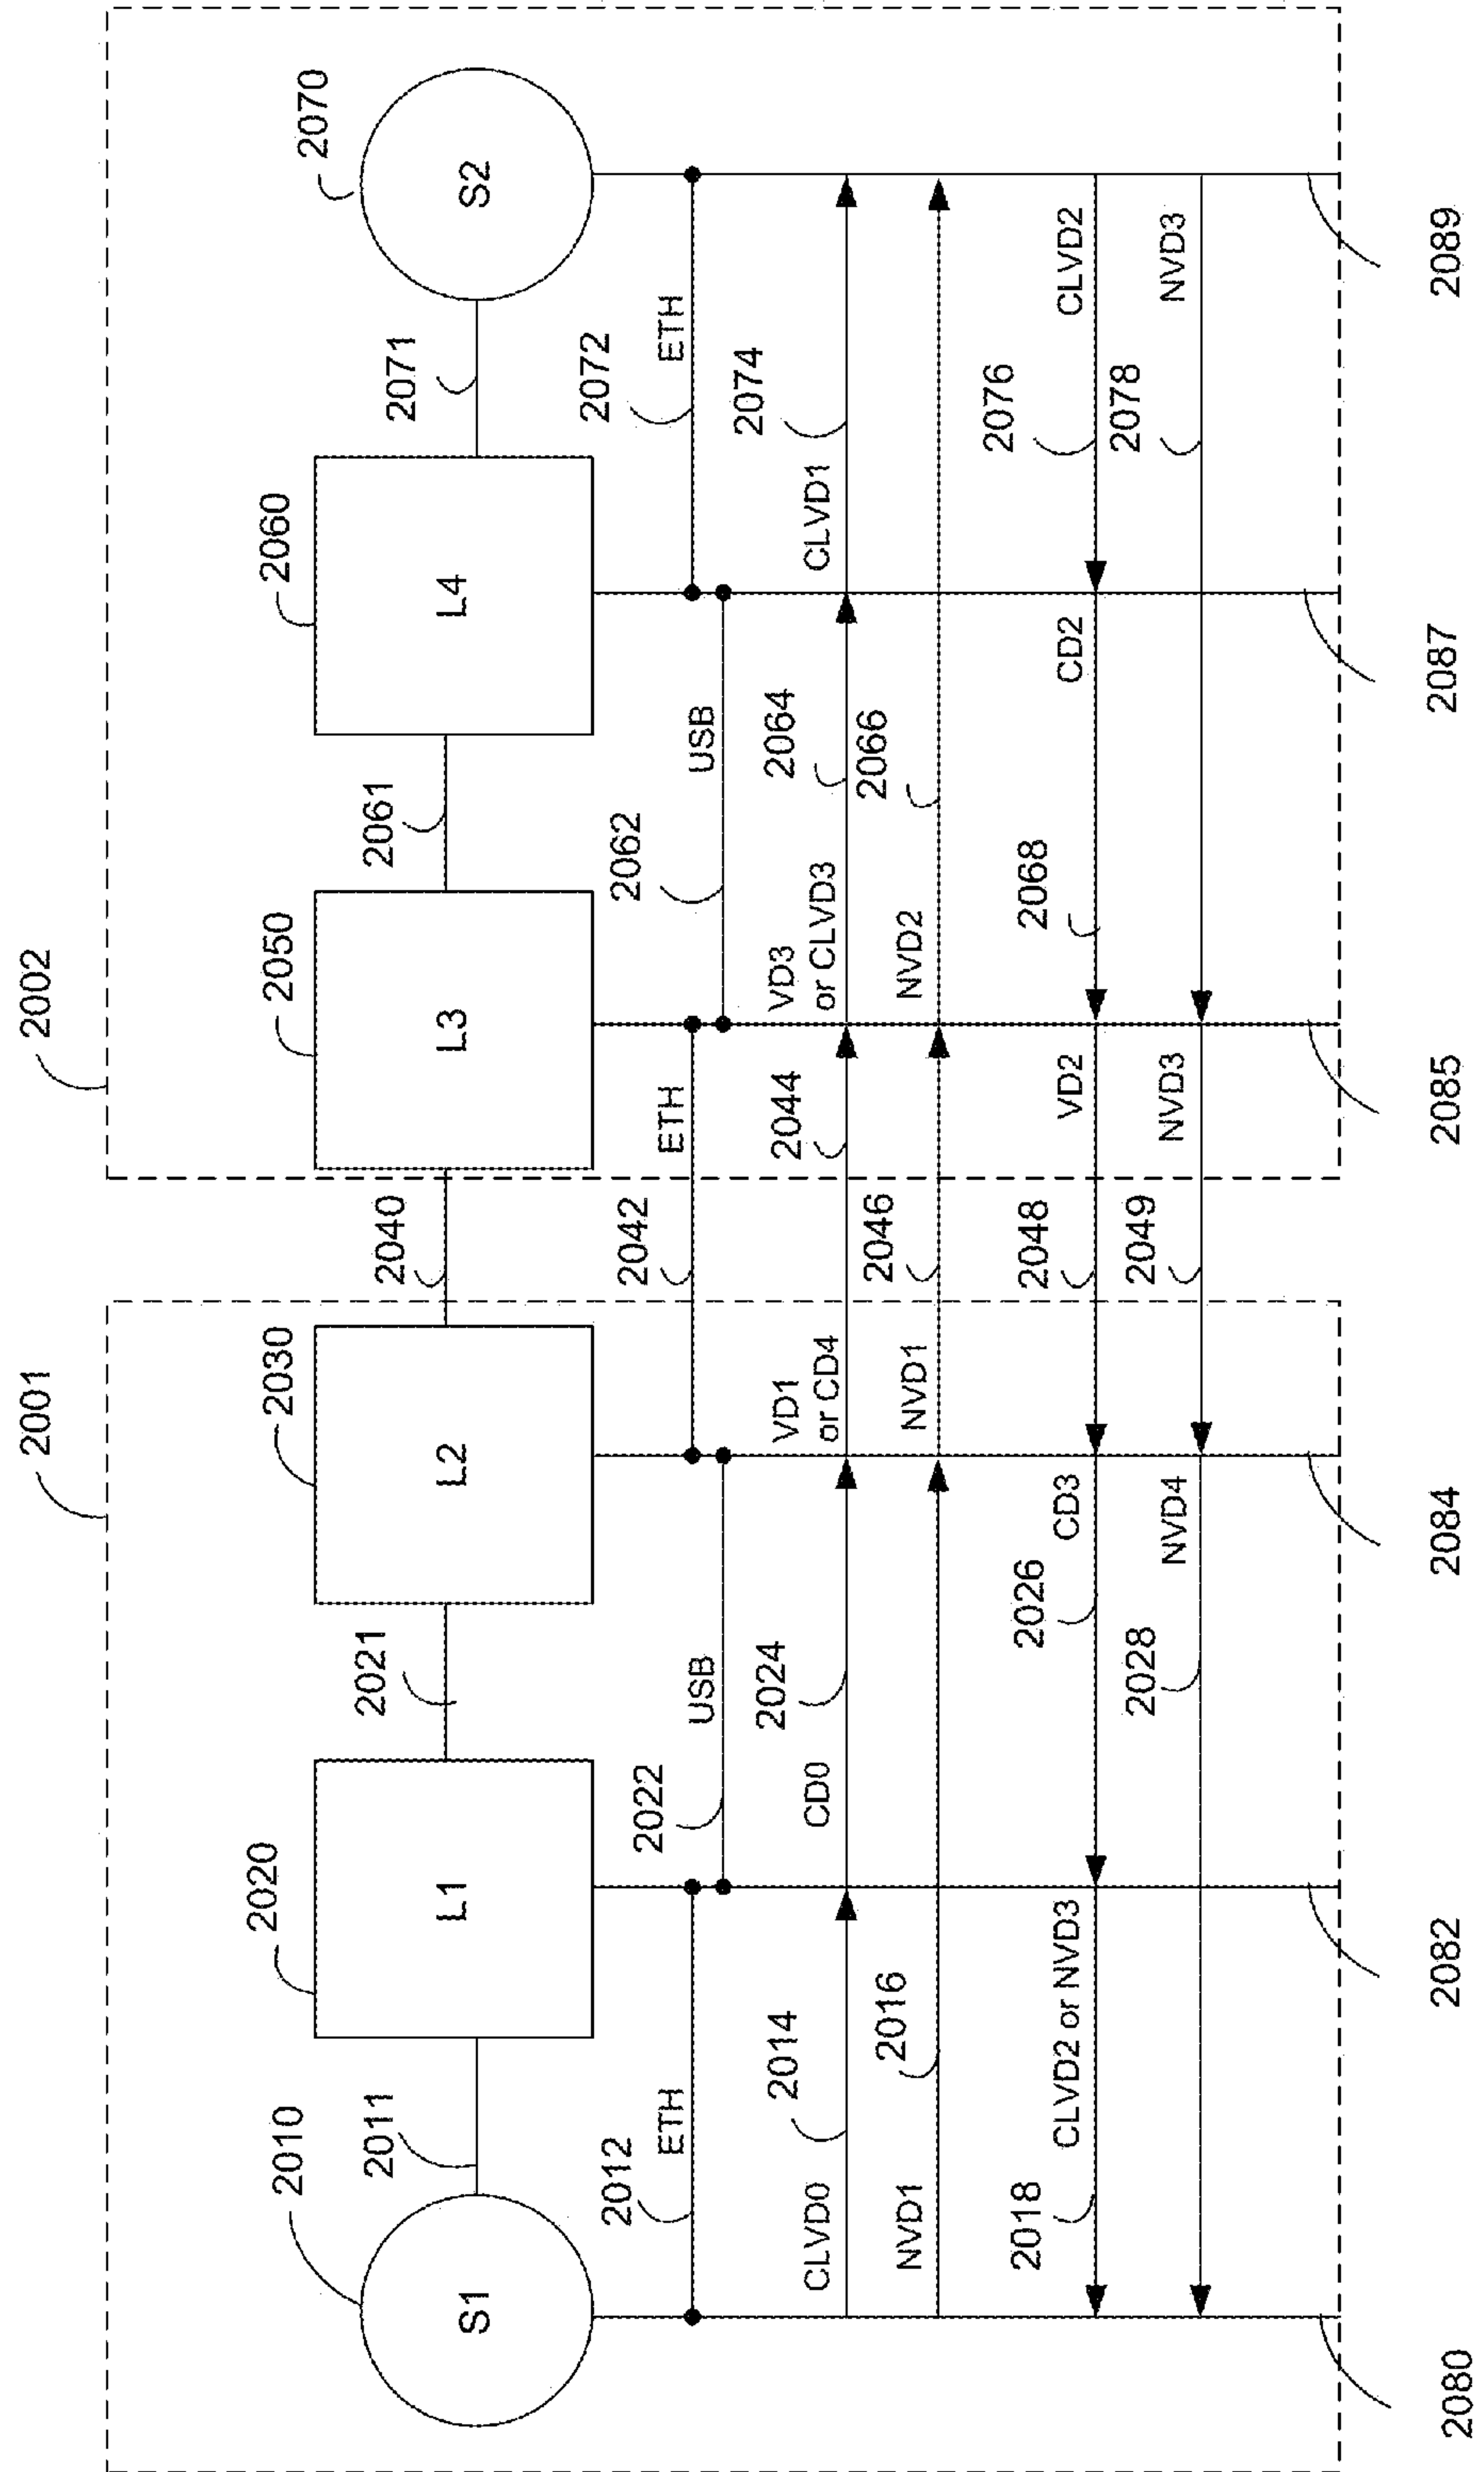 2001
2002
2010
2020
2030
2050
2060
2070
S1
L1
L2
L3
L4
S2
2011
2021
2040
2061
2071
2012
ETH
2022
USB
2042
ETH
2062
USB
2072
ETH
CLVD0
2014
CD0
2024
VD1
or CD4
2044
VD3
or CLVD3
2064
CLVD1
2074
NVD1
2016
NVD1
2046
NVD2
2066
2018
CLVD2 or NVD3
2026
CD3
2048
VD2
2068
CD2
2076
CLVD2
2028
NVD4
2049
NVD3
2078
NVD3
2080
2082
2084
2085
2087
2089